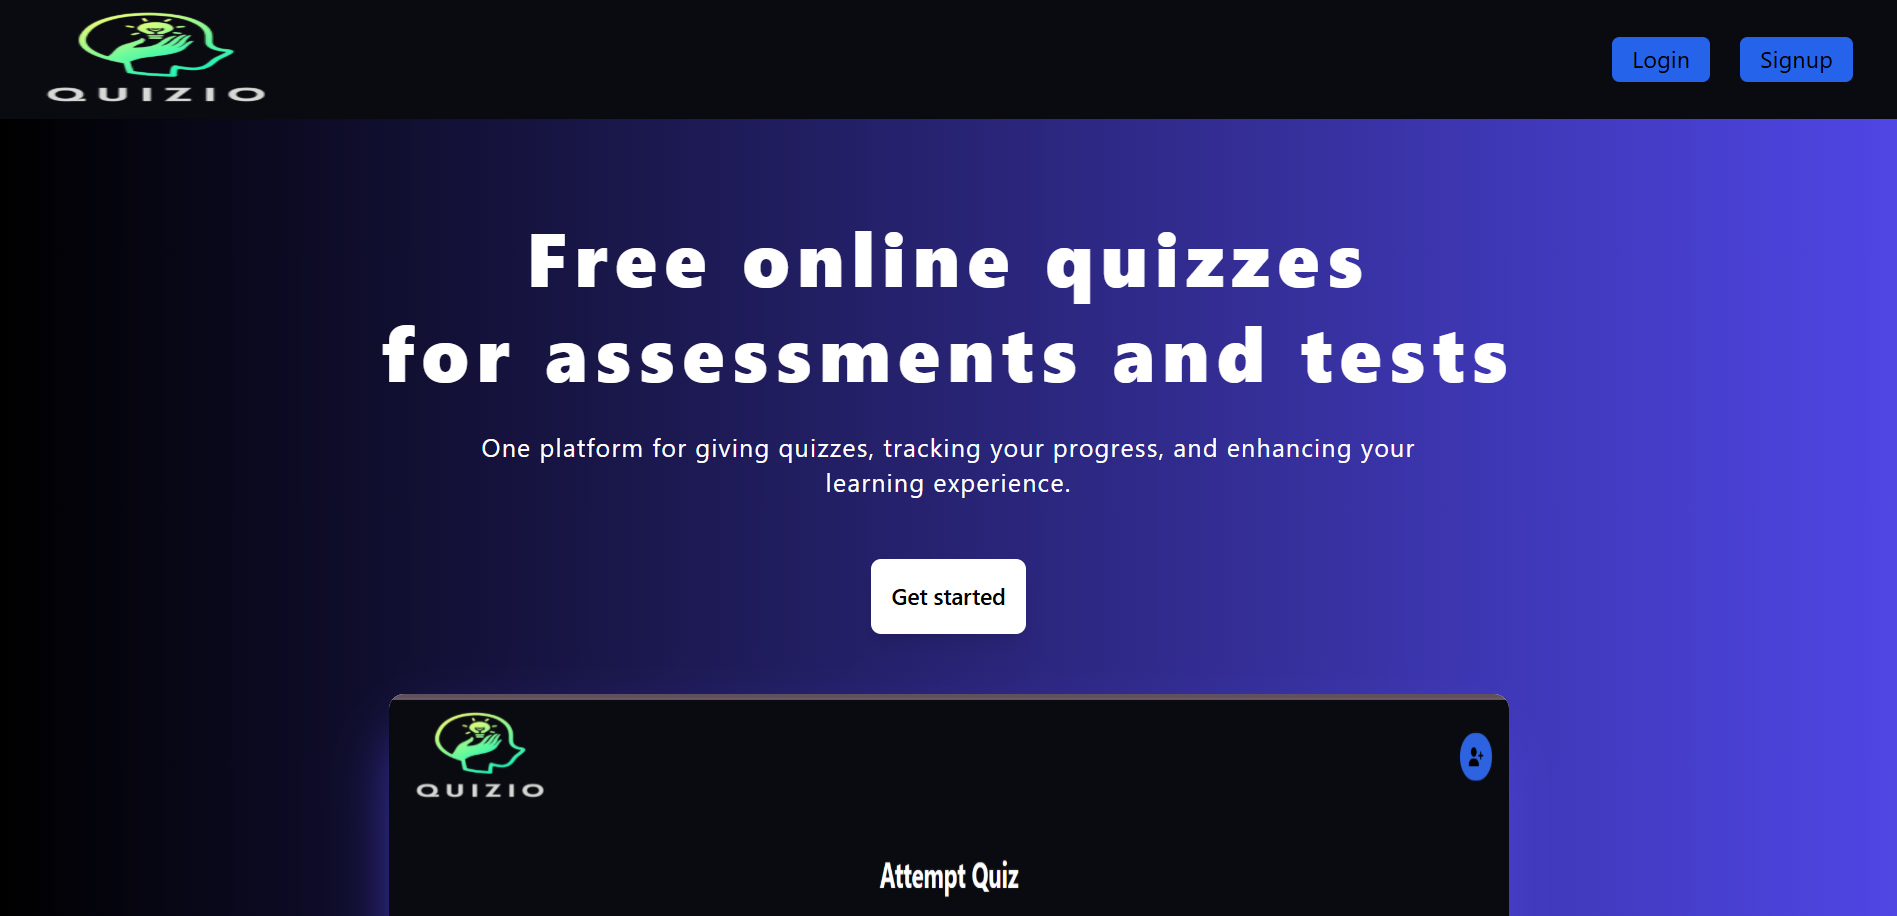 QUIZIO
Login
Signup
Free online quizzes
for assessments and tests
One platform for giving quizzes, tracking your progress, and enhancing your
learning experience.
Get started
QUIZIO
Attempt Quiz